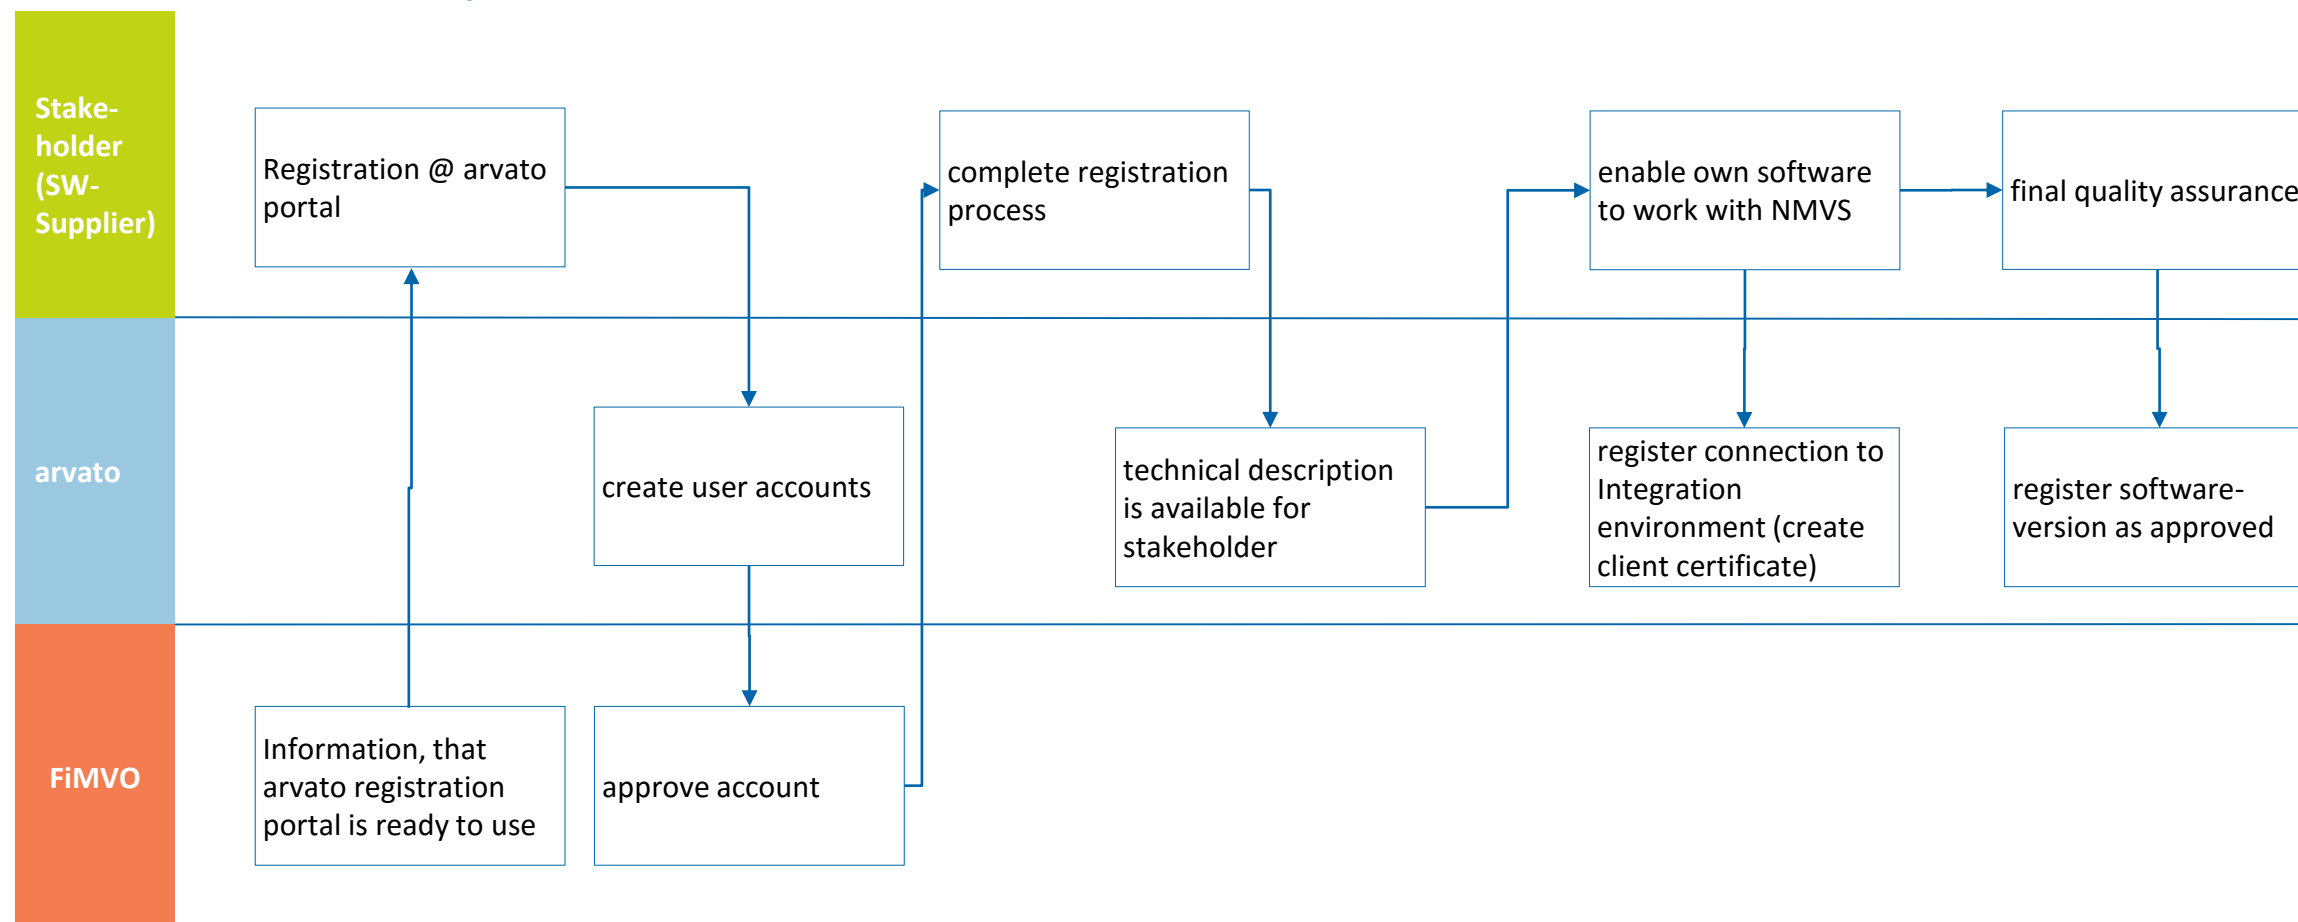 Stake-
holder
(SW-
Supplier)
Registration @ arvato
portal
complete registration
process
enable own software
to work with NMVS
final quality assurance
arvato
create user accounts
technical description
is available for
stakeholder
register connection to
Integration
environment (create
client certificate)
register software-
version as approved
FiMVO
Information, that
arvato registration
portal is ready to use
approve account